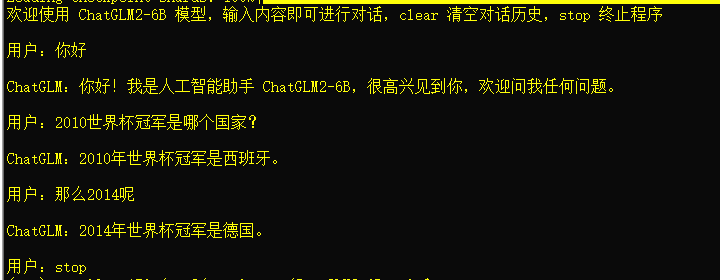 欢迎使用 ChatGLM2-6B 模型，输入内容即可进行对话，clear 清空对话历史，stop 终止程序
用户：你好
ChatGLM：你好！我是人工智能助手 ChatGLM2-6B，很高兴见到你，欢迎问我任何问题。
用户：2010世界杯冠军是哪个国家？
ChatGLM：2010年世界杯冠军是西班牙。
用户：那么2014呢
ChatGLM：2014年世界杯冠军是德国。
用户：stop